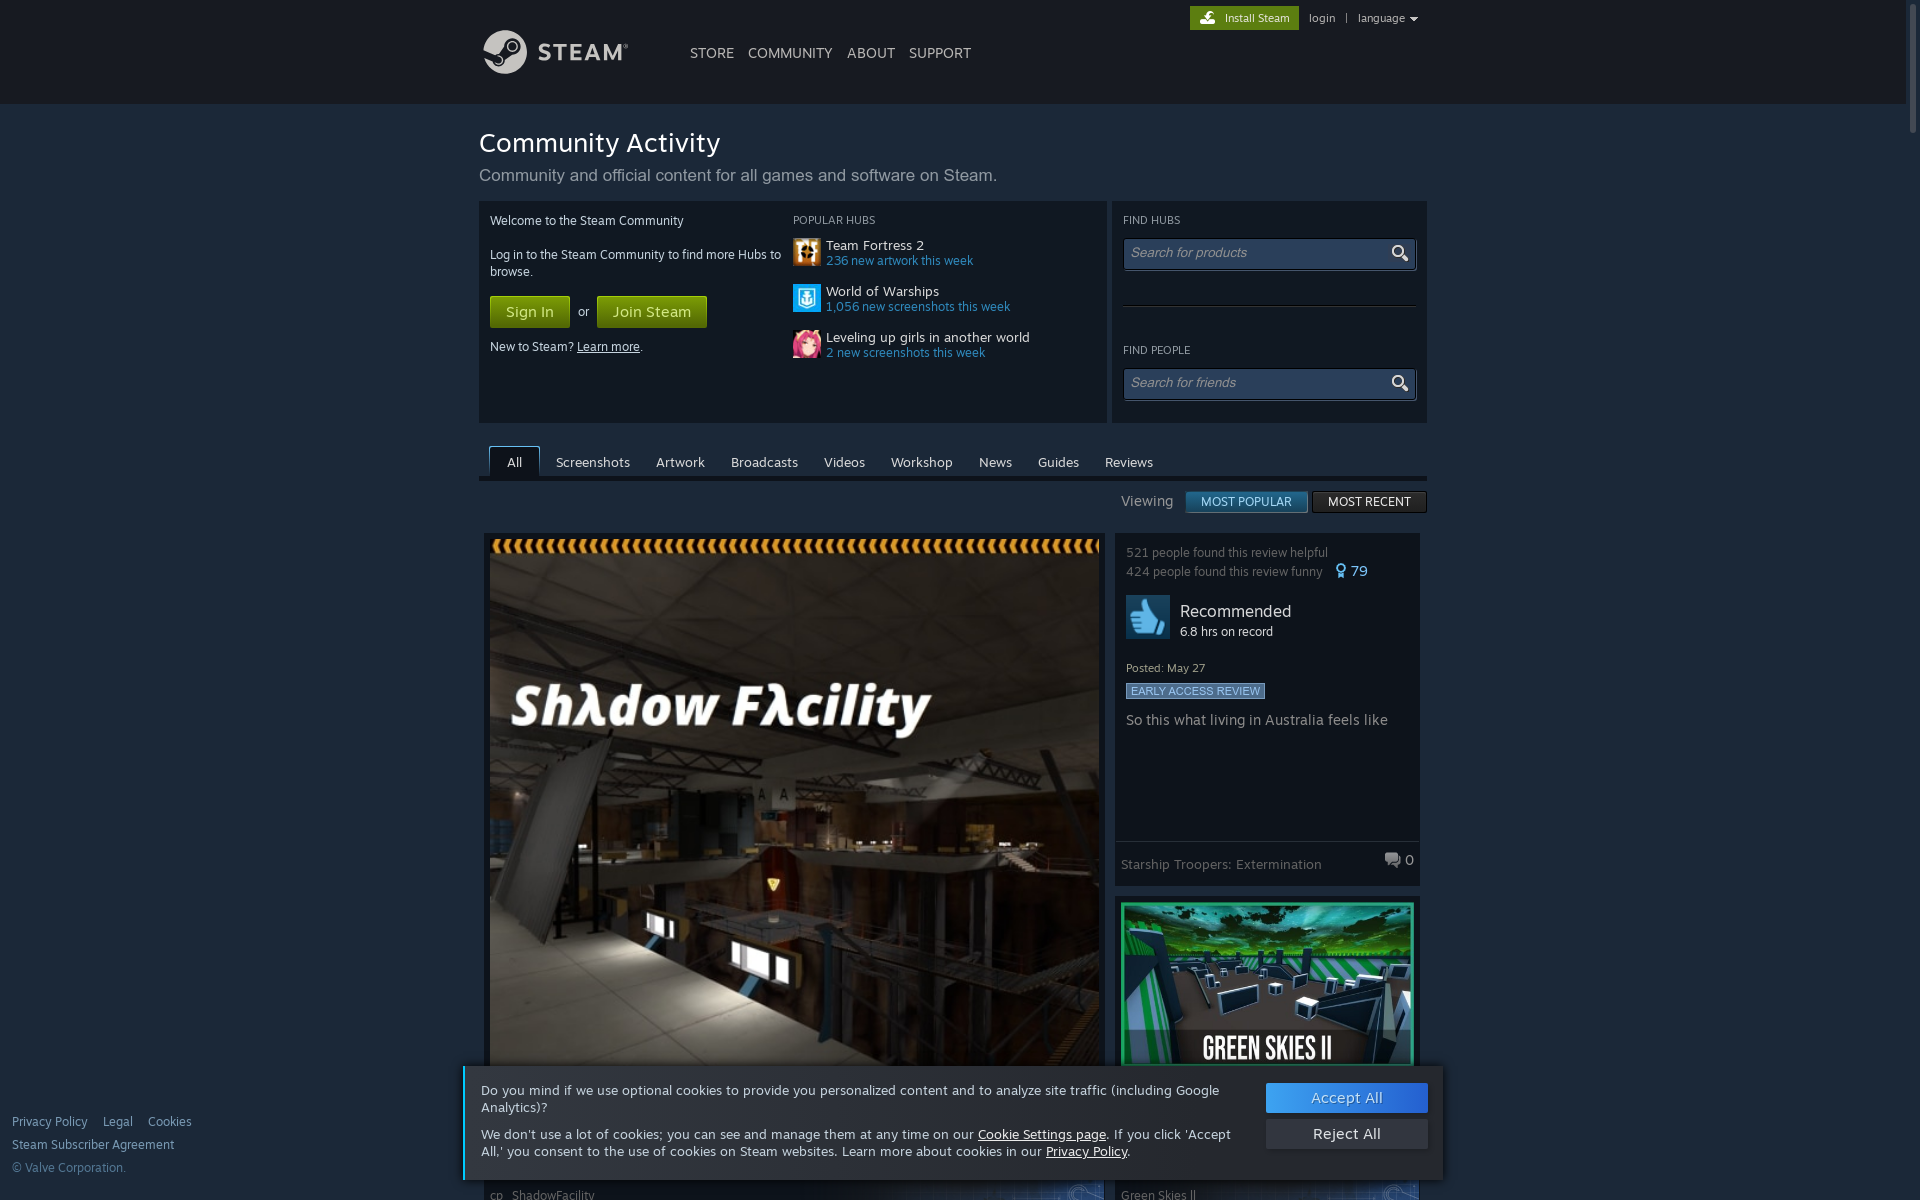 Install Steam
login
|
language
STEAM®
STORE
COMMUNITY
ABOUT
SUPPORT
Community Activity
Community and official content for all games and software on Steam.
Welcome to the Steam Community
Log in to the Steam Community to find more Hubs to
browse.
Sign In
or
Join Steam
New to Steam? Learn more.
POPULAR HUBS
Team Fortress 2
236 new artwork this week
World of Warships
1,056 new screenshots this week
Leveling up girls in another world
2 new screenshots this week
FIND HUBS
Search for products
FIND PEOPLE
Search for friends
All
Screenshots
Artwork
Broadcasts
Videos
Workshop
News
Guides
Reviews
Viewing
MOST POPULAR
MOST RECENT
Shλdow Fλcility
A A
521 people found this review helpful
424 people found this review funny
79
Recommended
6.8 hrs on record
Posted: May 27
EARLY ACCESS REVIEW
So this what living in Australia feels like
Starship Troopers: Extermination
0
GREEN SKIES II
Do you mind if we use optional cookies to provide you personalized content and to analyze site traffic (including Google
Analytics)?
We don't use a lot of cookies; you can see and manage them at any time on our Cookie Settings page. If you click 'Accept
All,' you consent to the use of cookies on Steam websites. Learn more about cookies in our Privacy Policy.
Accept All
Reject All
Privacy Policy
Legal
Cookies
Steam Subscriber Agreement
© Valve Corporation.
cp_ShadowFacility
Green Skies II